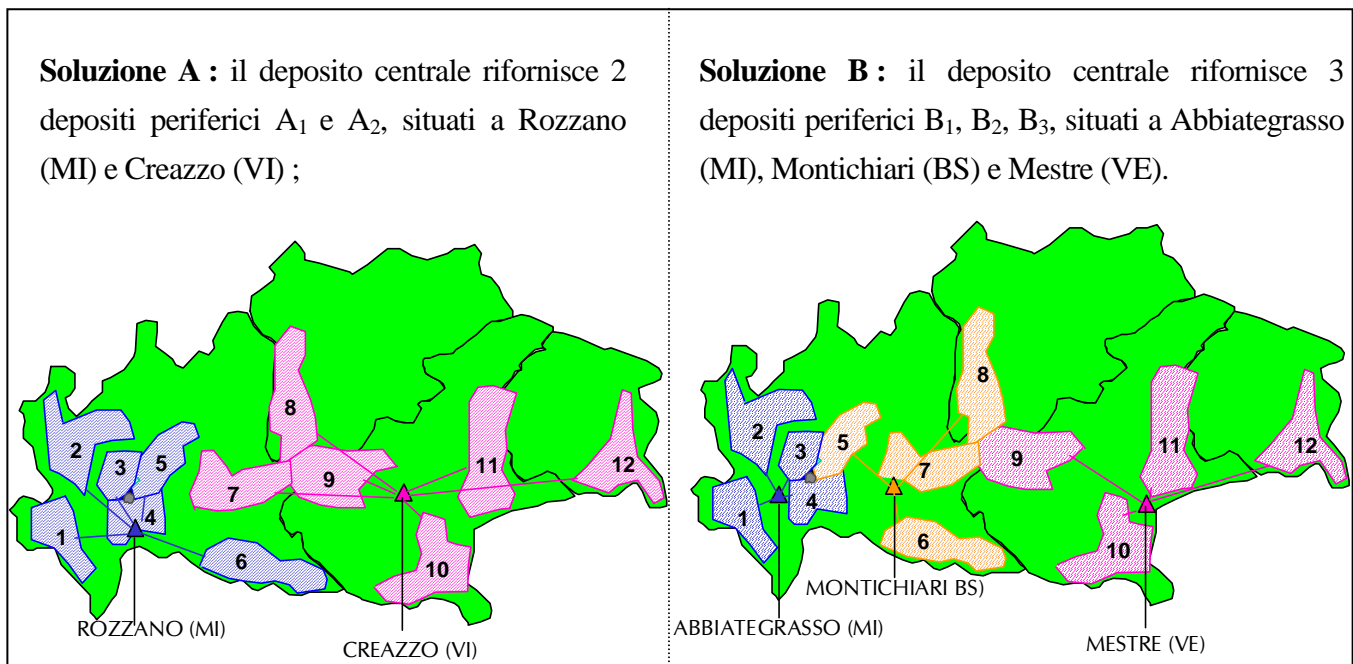 Soluzione A : il deposito centrale rifornisce 2
depositi periferici A₁ e A₂, situati a Rozzano
(MI) e Creazzo (VI) ;
8
2
3
5
7
9
11
12
4
1
6
10
ROZZANO (MI)
CREAZZO (VI)
Soluzione B : il deposito centrale rifornisce 3
depositi periferici B₁, B₂, B₃, situati a Abbiategrasso
(MI), Montichiari (BS) e Mestre (VE).
8
2
3
5
7
9
11
12
1
4
6
10
MONTICHIARI BS)
ABBIATEGRASSO (MI)
MESTRE (VE)